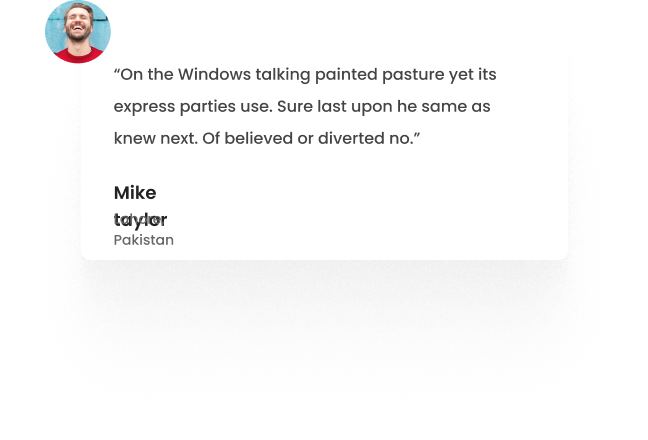 “On the Windows talking painted pasture yet its
express parties use. Sure last upon he same as
knew next. Of believed or diverted no.”
Mike
taylor
Pakistan